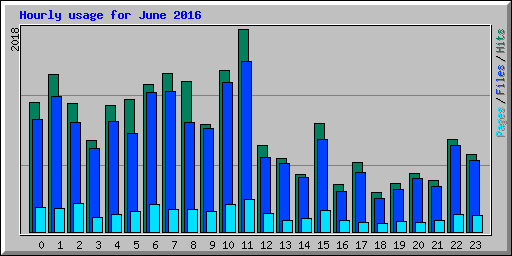 Hourly usage for June 2016
2018
Pages/Files/Hits
0 1 2 3 4 5 6 7 8 9 10 11 12 13 14 15 16 17 18 19 20 21 22 23